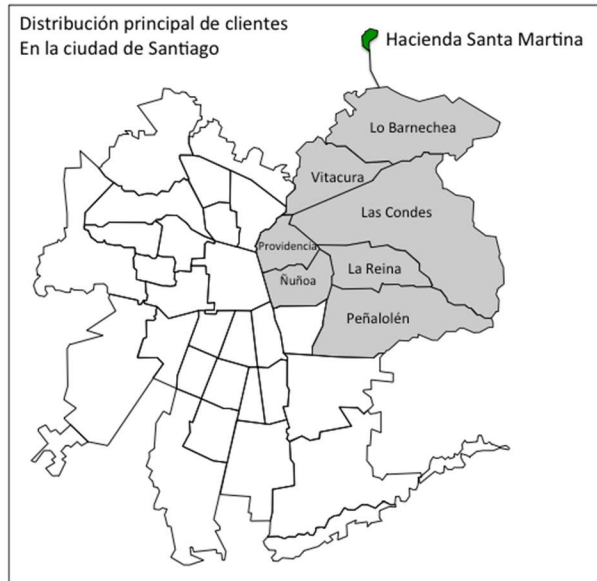 Distribución principal de clientes
En la ciudad de Santiago
Hacienda Santa Martina
Lo Barnechea
Vitacura
Las Condes
Providencia
La Reina
Ñuñoa
Peñalolén